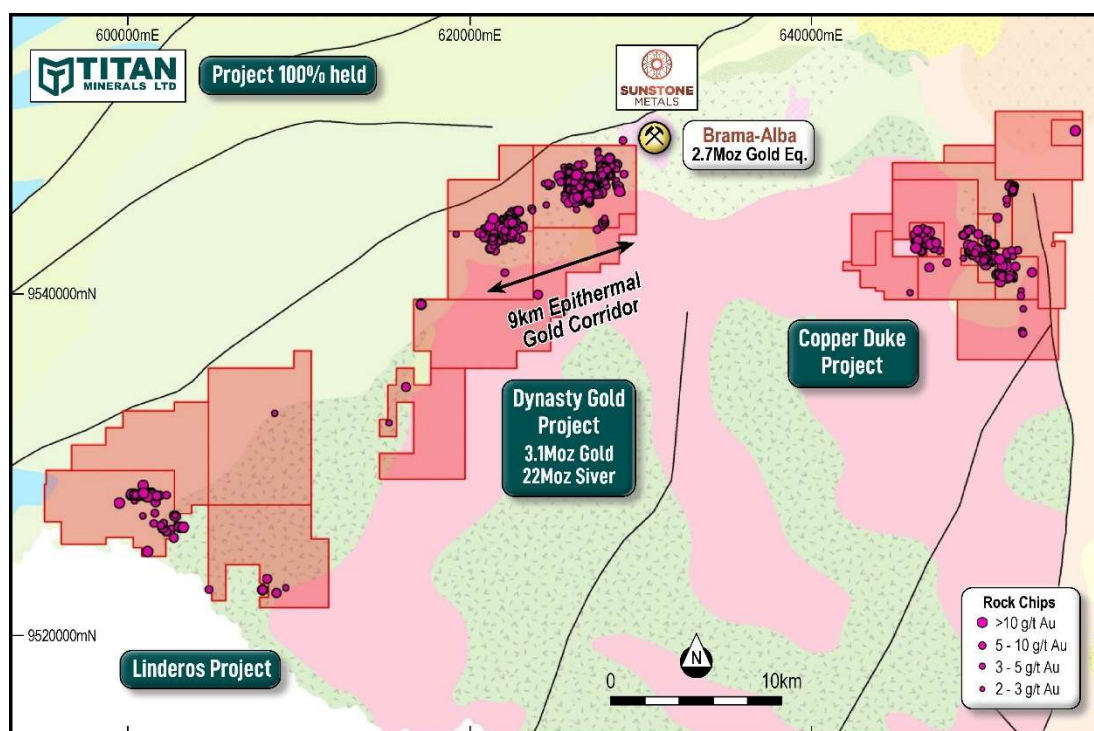 600000mE
620000mE
640000mE
TITAN
MINERALS LTD
Project 100% held
SUNSTONE
METALS
Brama-Alba
2.7Moz Gold Eq.
9540000mN
9km Epithermal
Gold Corridor
Copper Duke
Project
Dynasty Gold
Project
3.1Moz Gold
22Moz Siver
9520000mN
Linderos Project
N
0
10km
Rock Chips
>10 g/t Au
5 - 10 g/t Au
3 - 5 g/t Au
2 - 3 g/t Au